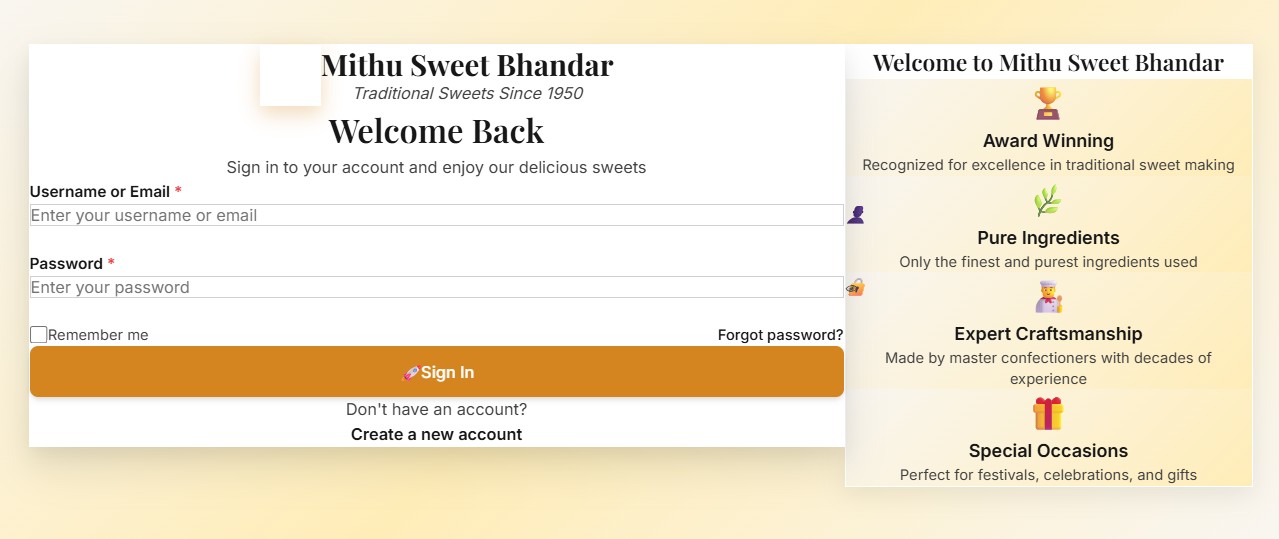 Mithu Sweet Bhandar
Traditional Sweets Since 1950
Welcome Back
Sign in to your account and enjoy our delicious sweets
Username or Email *
Enter your username or email
Password *
Enter your password
Remember me
Forgot password?
Sign In
Don't have an account?
Create a new account
Welcome to Mithu Sweet Bhandar
Award Winning
Recognized for excellence in traditional sweet making
Pure Ingredients
Only the finest and purest ingredients used
Expert Craftsmanship
Made by master confectioners with decades of
experience
Special Occasions
Perfect for festivals, celebrations, and gifts